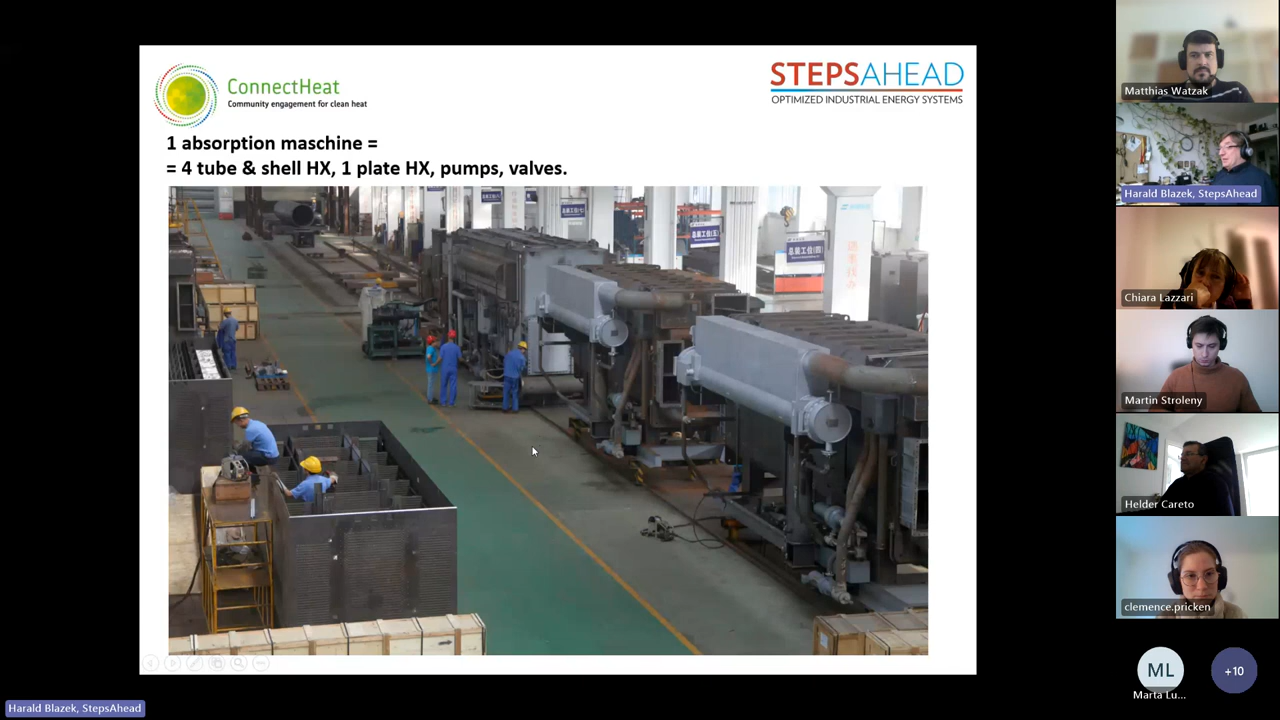 ConnectHeat
Community engagement for clean heat
STEPSAHEAD
OPTIMIZED INDUSTRIAL ENERGY SYSTEMS
1 absorption maschine =
= 4 tube & shell HX, 1 plate HX, pumps, valves.
Matthias Watzak
Harald Blazek, StepsAhead
Chiara Lazzari
Martin Stroleny
Helder Careto
clemence.pricken
ML
Marta Lu...
+10
Harald Blazek, StepsAhead